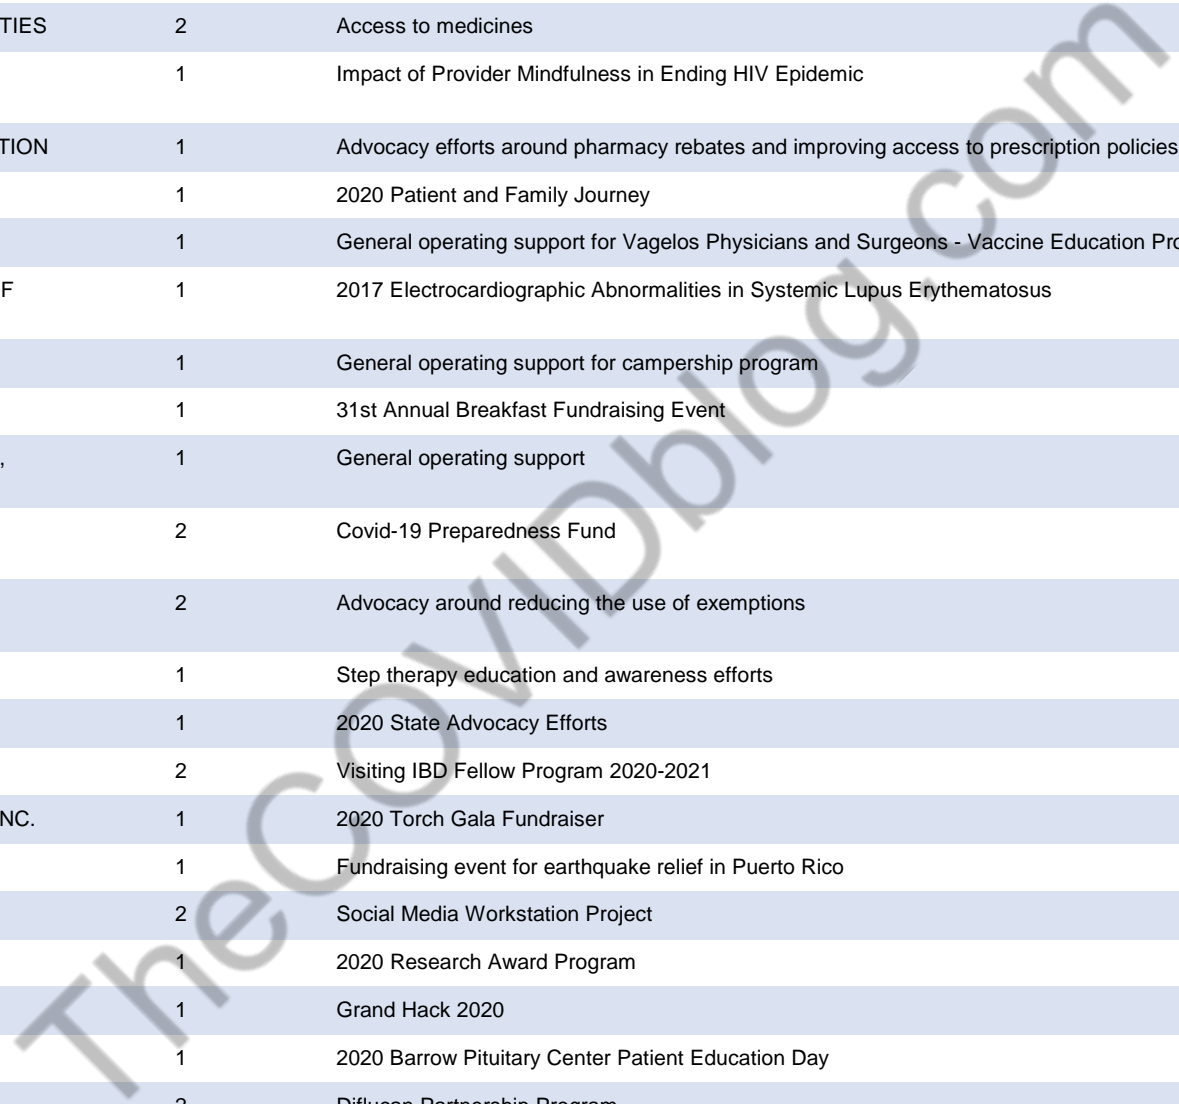 TIES 2 Access to medicines
1 Impact of Provider Mindfulness in Ending HIV Epidemic
TION 1 Advocacy efforts around pharmacy rebates and improving access to prescription policies
1 2020 Patient and Family Journey
1 General operating support for Vagelos Physicians and Surgeons - Vaccine Education Pro
F 1 2017 Electrocardiographic Abnormalities in Systemic Lupus Erythematosus
1 General operating support for campership program
1 31st Annual Breakfast Fundraising Event
, 1 General operating support
2 Covid-19 Preparedness Fund
2 Advocacy around reducing the use of exemptions
1 Step therapy education and awareness efforts
1 2020 State Advocacy Efforts
2 Visiting IBD Fellow Program 2020-2021
NC. 1 2020 Torch Gala Fundraiser
1 Fundraising event for earthquake relief in Puerto Rico
2 Social Media Workstation Project
1 2020 Research Award Program
1 Grand Hack 2020
1 2020 Barrow Pituitary Center Patient Education Day
2 Diflucan Partnership Program
TheCOVIDblog.com